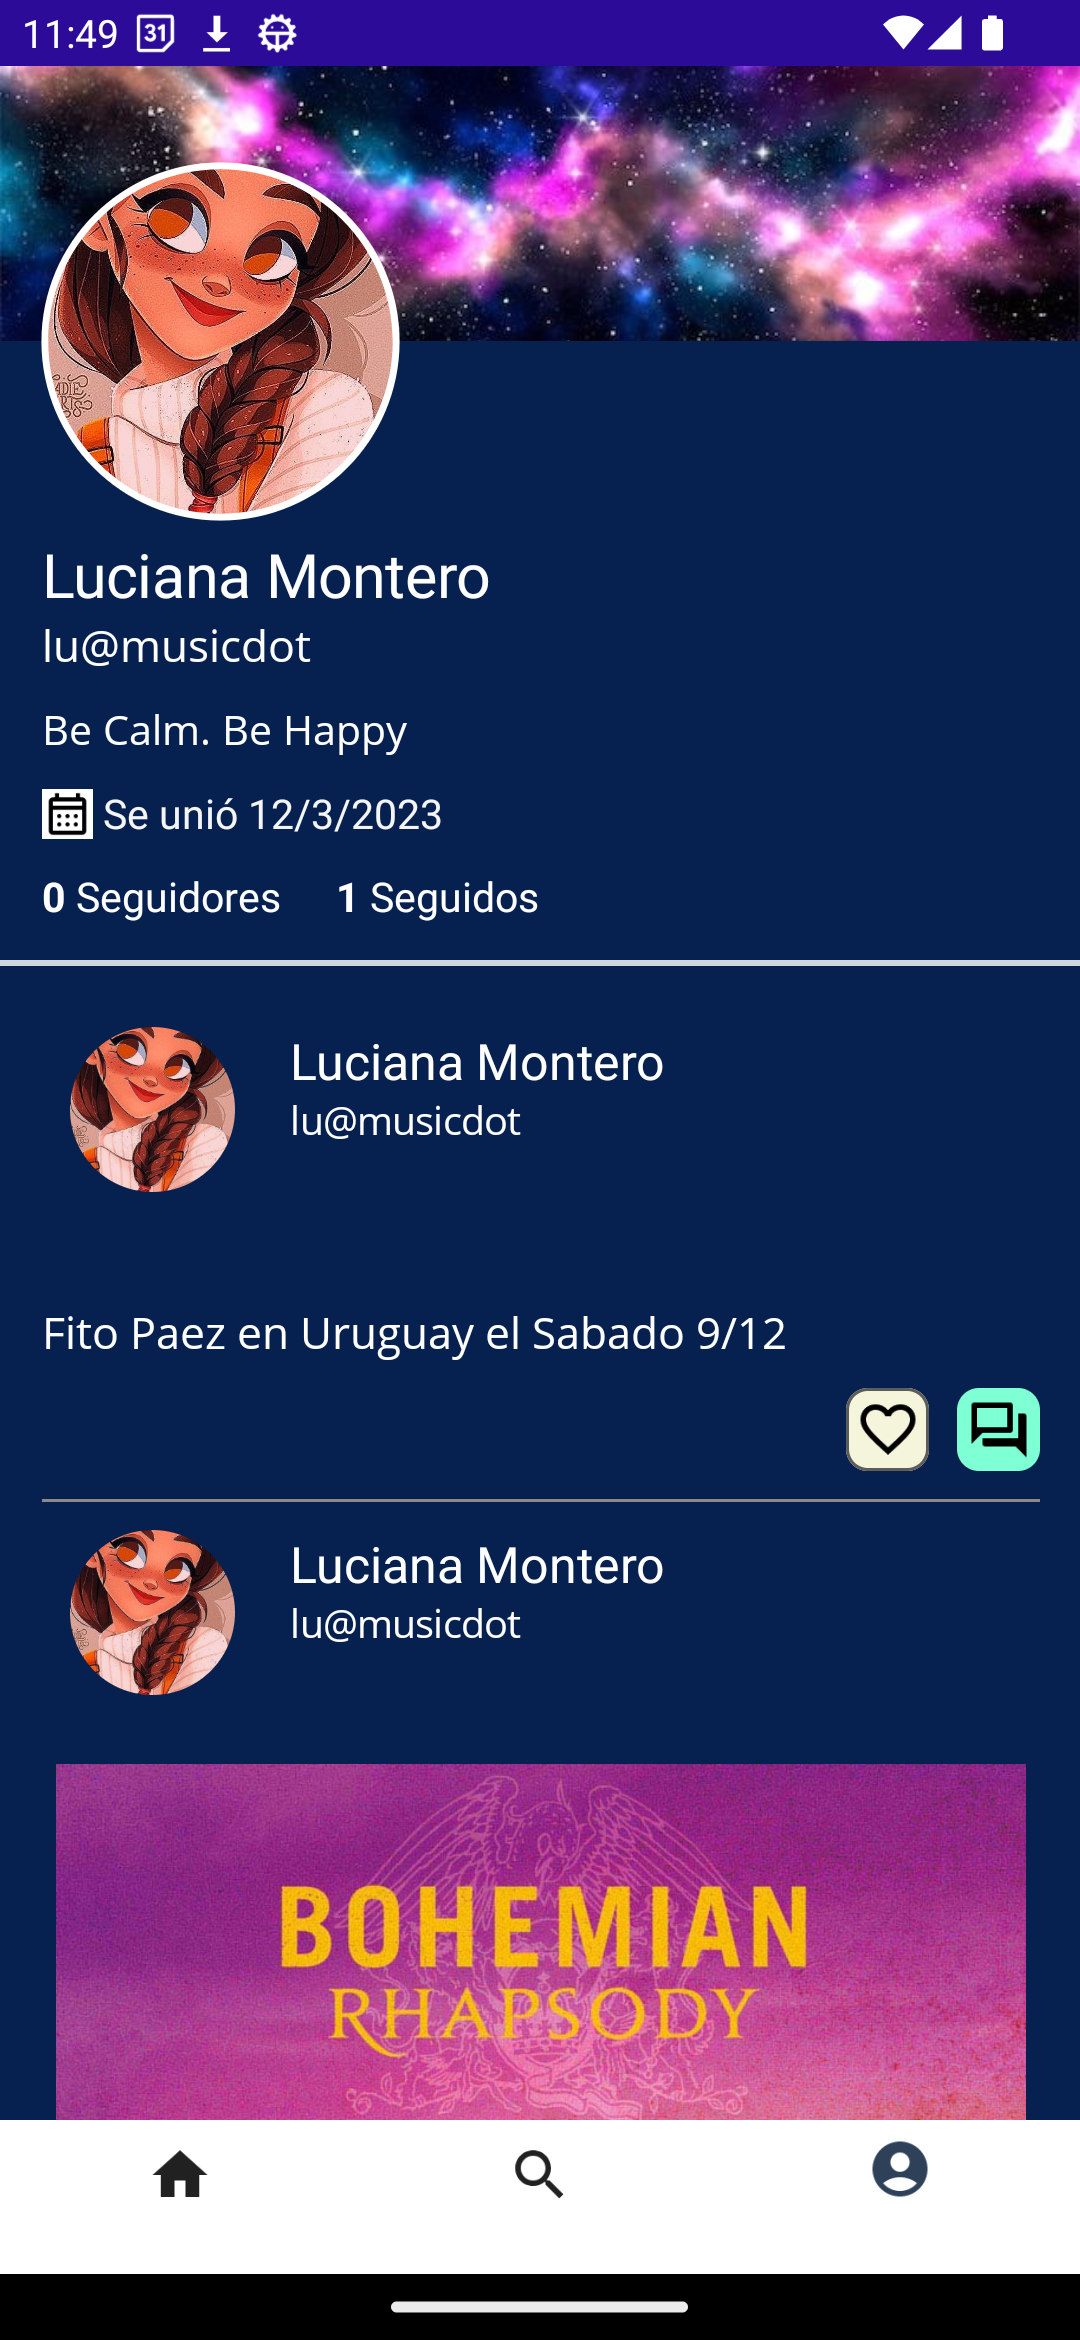 11:49 31
Luciana Montero
lu@musicdot
Be Calm. Be Happy
Se unió 12/3/2023
0 Seguidores 1 Seguidos
Luciana Montero
lu@musicdot
Fito Paez en Uruguay el Sabado 9/12
Luciana Montero
lu@musicdot
BOHEMIAN
RHAPSODY